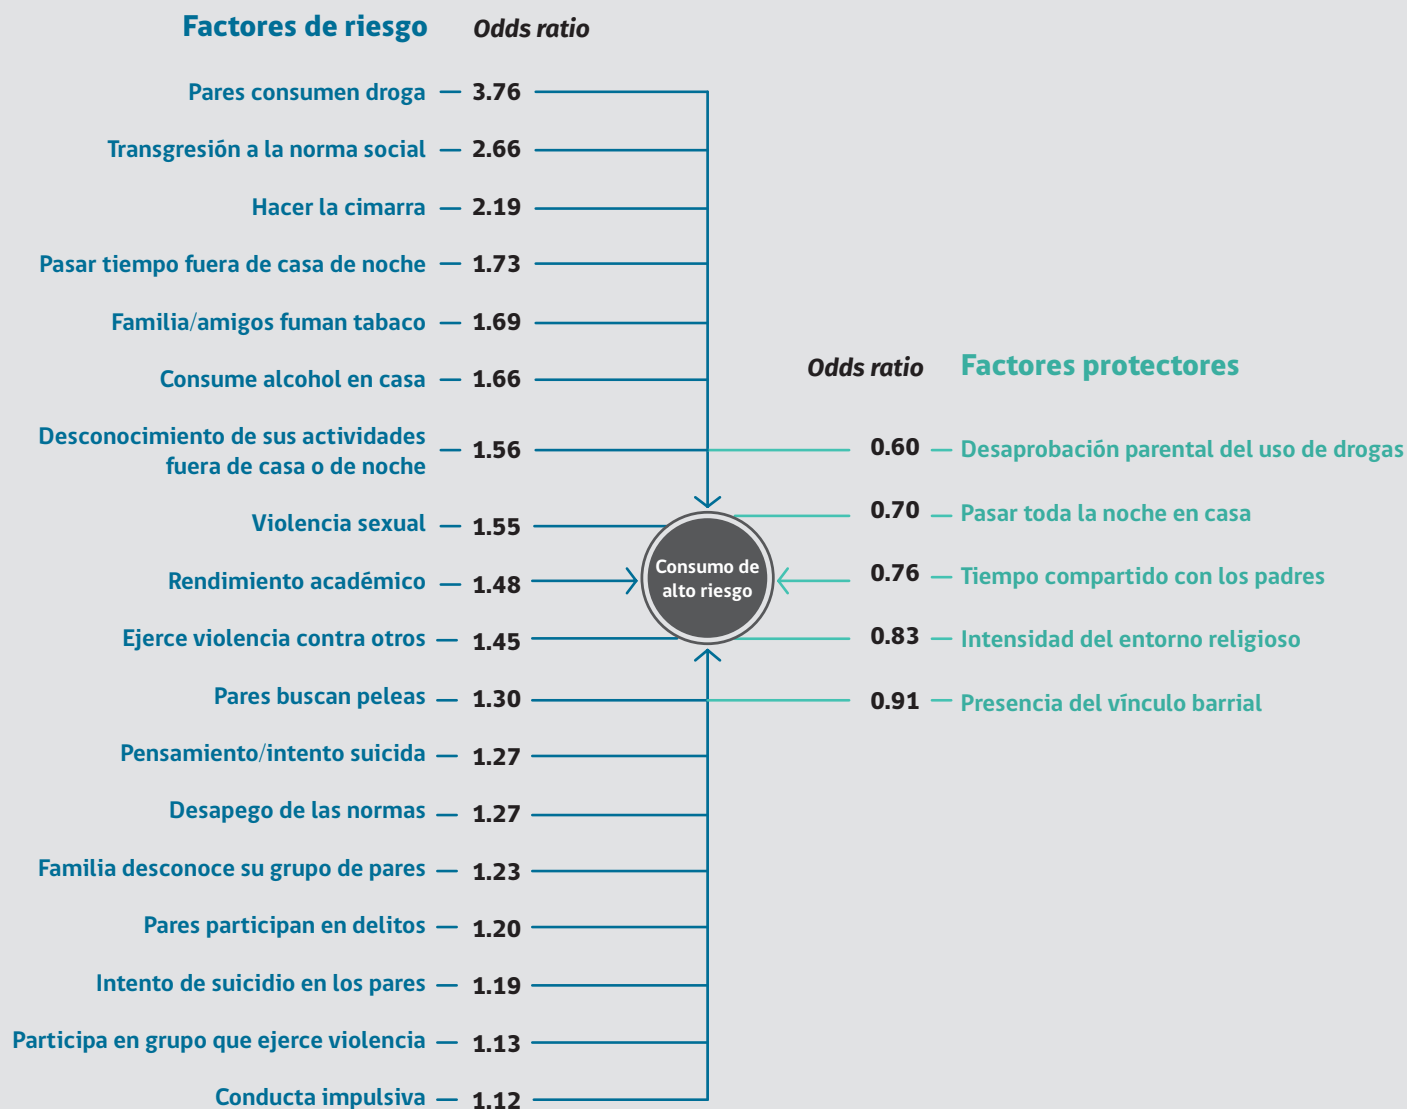 Factores de riesgo Odds ratio
Pares consumen droga — 3.76
Transgresión a la norma social — 2.66
Hacer la cimarra — 2.19
Pasar tiempo fuera de casa de noche — 1.73
Familia/amigos fuman tabaco — 1.69
Consume alcohol en casa — 1.66
Desconocimiento de sus actividades
fuera de casa o de noche — 1.56
Violencia sexual — 1.55
Rendimiento académico — 1.48
Ejerce violencia contra otros — 1.45
Pares buscan peleas — 1.30
Pensamiento/intento suicida — 1.27
Desapego de las normas — 1.27
Familia desconoce su grupo de pares — 1.23
Pares participan en delitos — 1.20
Intento de suicidio en los pares — 1.19
Participa en grupo que ejerce violencia — 1.13
Conducta impulsiva — 1.12
Consumo de
alto riesgo
Odds ratio Factores protectores
0.60 — Desaprobación parental del uso de drogas
0.70 — Pasar toda la noche en casa
0.76 — Tiempo compartido con los padres
0.83 — Intensidad del entorno religioso
0.91 — Presencia del vínculo barrial